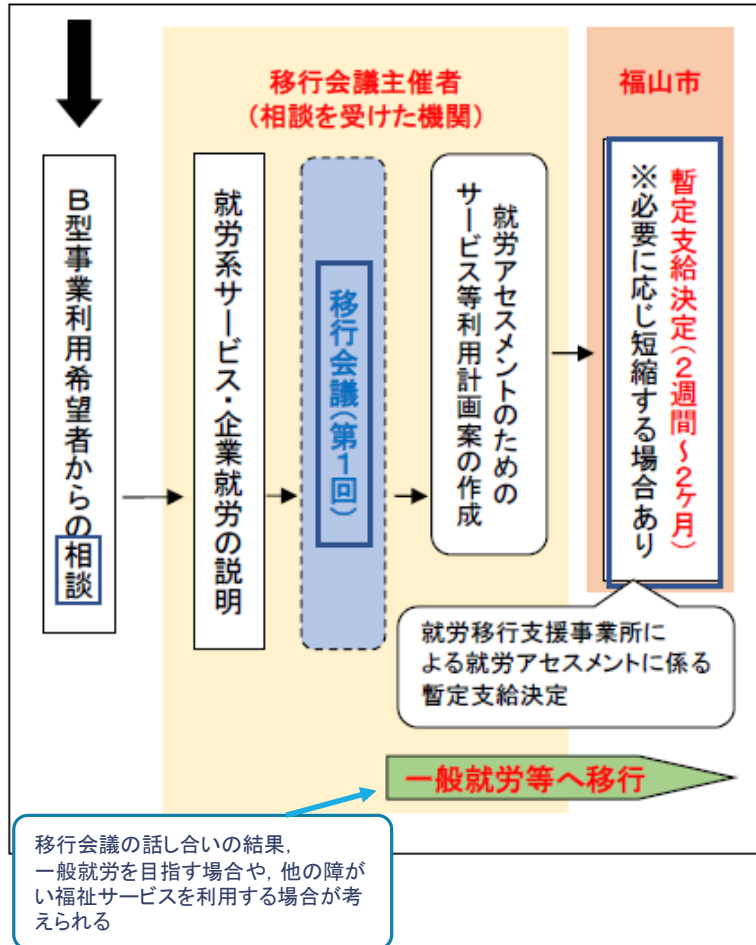 移行会議主催者
(相談を受けた機関)
福山市
B型事業利用希望者からの相談
就労系サービス・企業就労の説明
移行会議(第1回)
就労アセスメントのための
サービス等利用計画案の作成
暫定支給決定(2週間~2ヶ月)
※必要に応じ短縮する場合あり
就労移行支援事業所に
よる就労アセスメントに係る
暫定支給決定
一般就労等へ移行
移行会議の話し合いの結果,
一般就労を目指す場合や, 他の障が
い福祉サービスを利用する場合が考
えられる